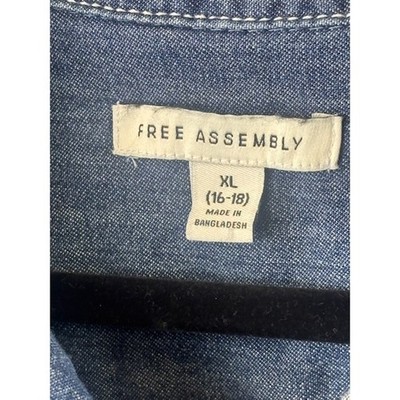 FREE ASSEMBLY
XL
(16-18)
MADE IN
BANGLADESH